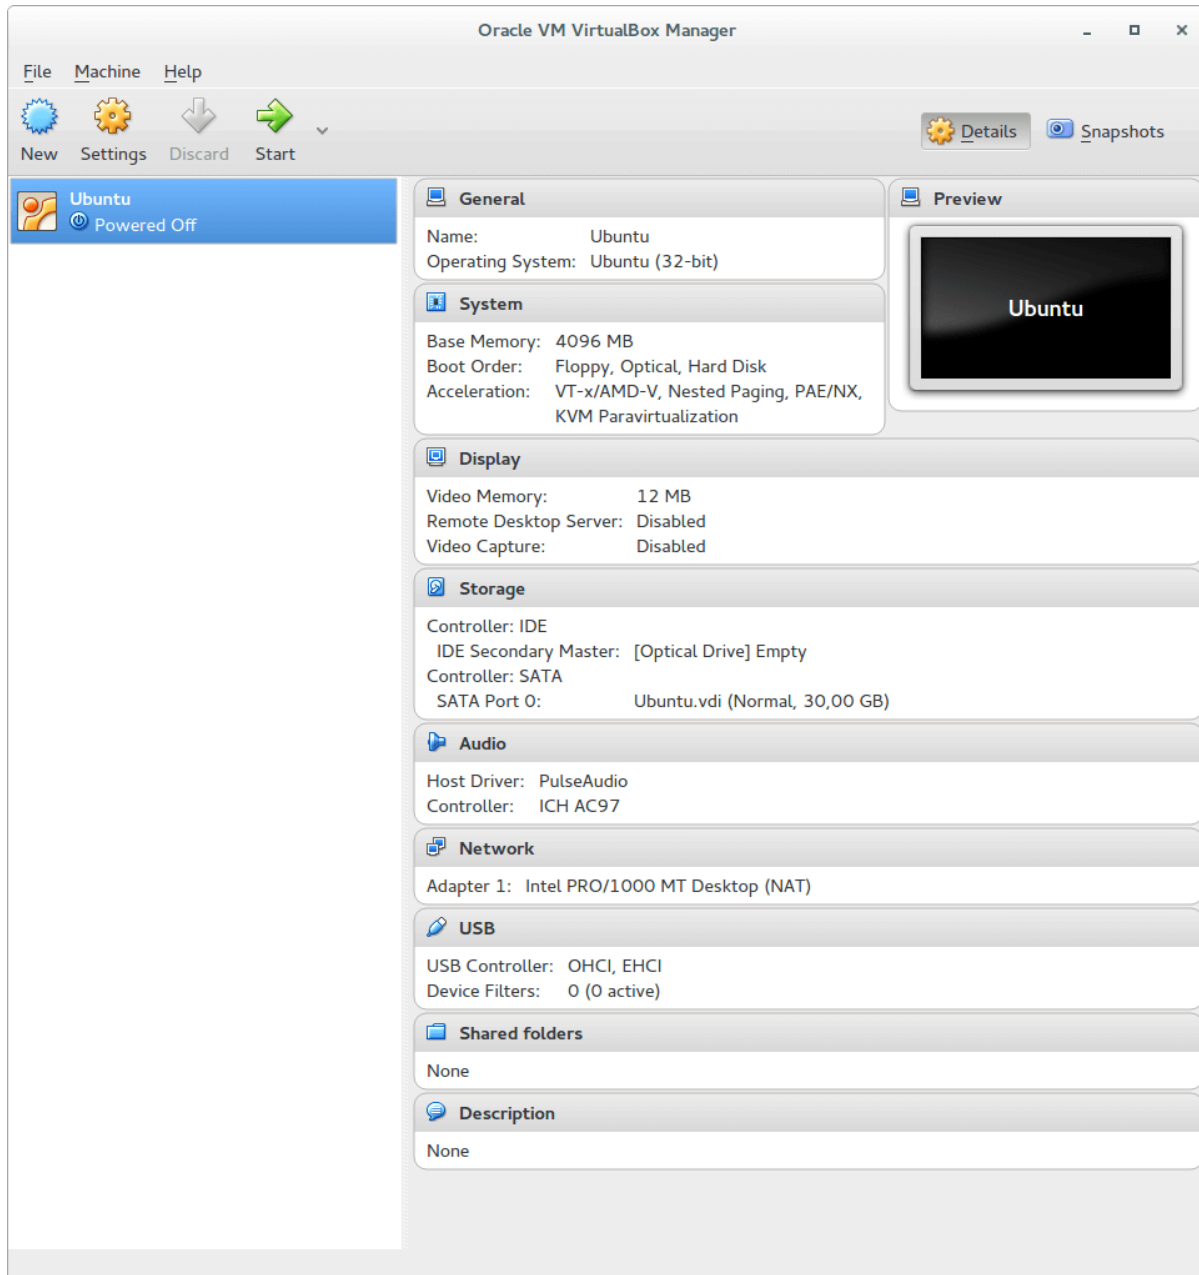 Oracle VM VirtualBox Manager
File Machine Help
New Settings Discard Start
Details Snapshots
Ubuntu
Powered Off
General
Name: Ubuntu
Operating System: Ubuntu (32-bit)
Preview
Ubuntu
System
Base Memory: 4096 MB
Boot Order: Floppy, Optical, Hard Disk
Acceleration: VT-x/AMD-V, Nested Paging, PAE/NX,
KVM Paravirtualization
Display
Video Memory: 12 MB
Remote Desktop Server: Disabled
Video Capture: Disabled
Storage
Controller: IDE
IDE Secondary Master: [Optical Drive] Empty
Controller: SATA
SATA Port 0: Ubuntu.vdi (Normal, 30,00 GB)
Audio
Host Driver: PulseAudio
Controller: ICH AC97
Network
Adapter 1: Intel PRO/1000 MT Desktop (NAT)
USB
USB Controller: OHCI, EHCI
Device Filters: 0 (0 active)
Shared folders
None
Description
None